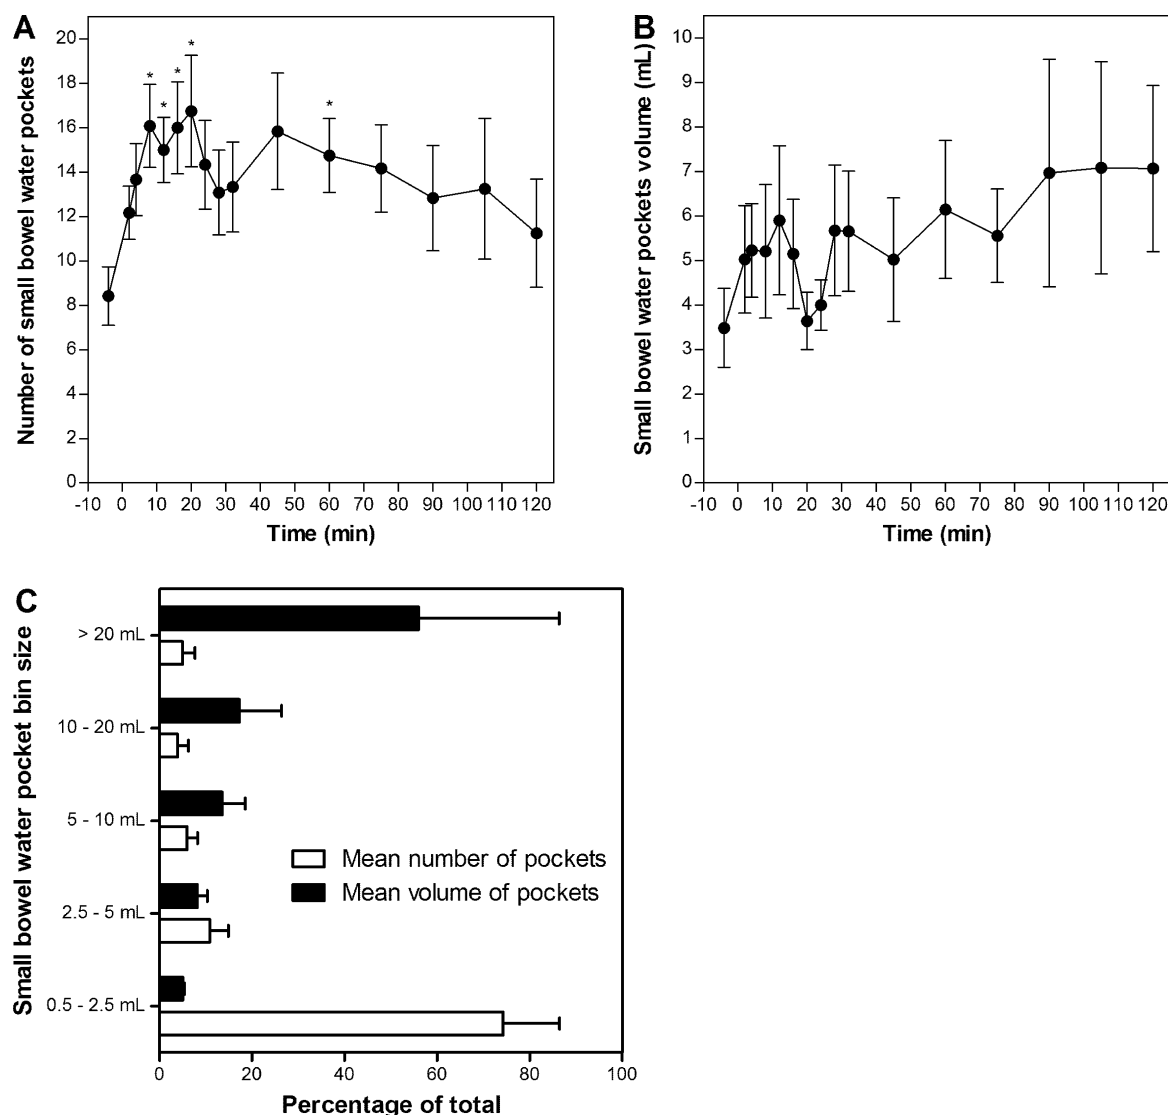 A
Number of small bowel water pockets
20
18
16
14
12
10
8
6
4
2
0
* * * * *
-10 0 10 20 30 40 50 60 70 80 90 100 110 120
Time (min)
B
Small bowel water pockets volume (mL)
10
9
8
7
6
5
4
3
2
1
0
-10 0 10 20 30 40 50 60 70 80 90 100 110 120
Time (min)
C
Small bowel water pocket bin size
> 20 mL
10 - 20 mL
5 - 10 mL
2.5 - 5 mL
0.5 - 2.5 mL
Mean number of pockets
Mean volume of pockets
0 20 40 60 80 100
Percentage of total